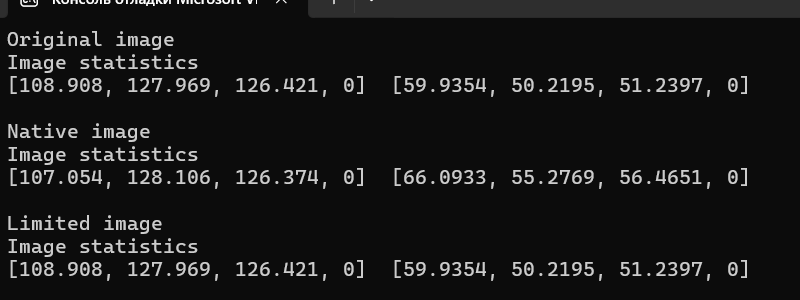 Консоль отладки Microsoft Vi
Original image
Image statistics
[108.908, 127.969, 126.421, 0]  [59.9354, 50.2195, 51.2397, 0]
Native image
Image statistics
[107.054, 128.106, 126.374, 0]  [66.0933, 55.2769, 56.4651, 0]
Limited image
Image statistics
[108.908, 127.969, 126.421, 0]  [59.9354, 50.2195, 51.2397, 0]